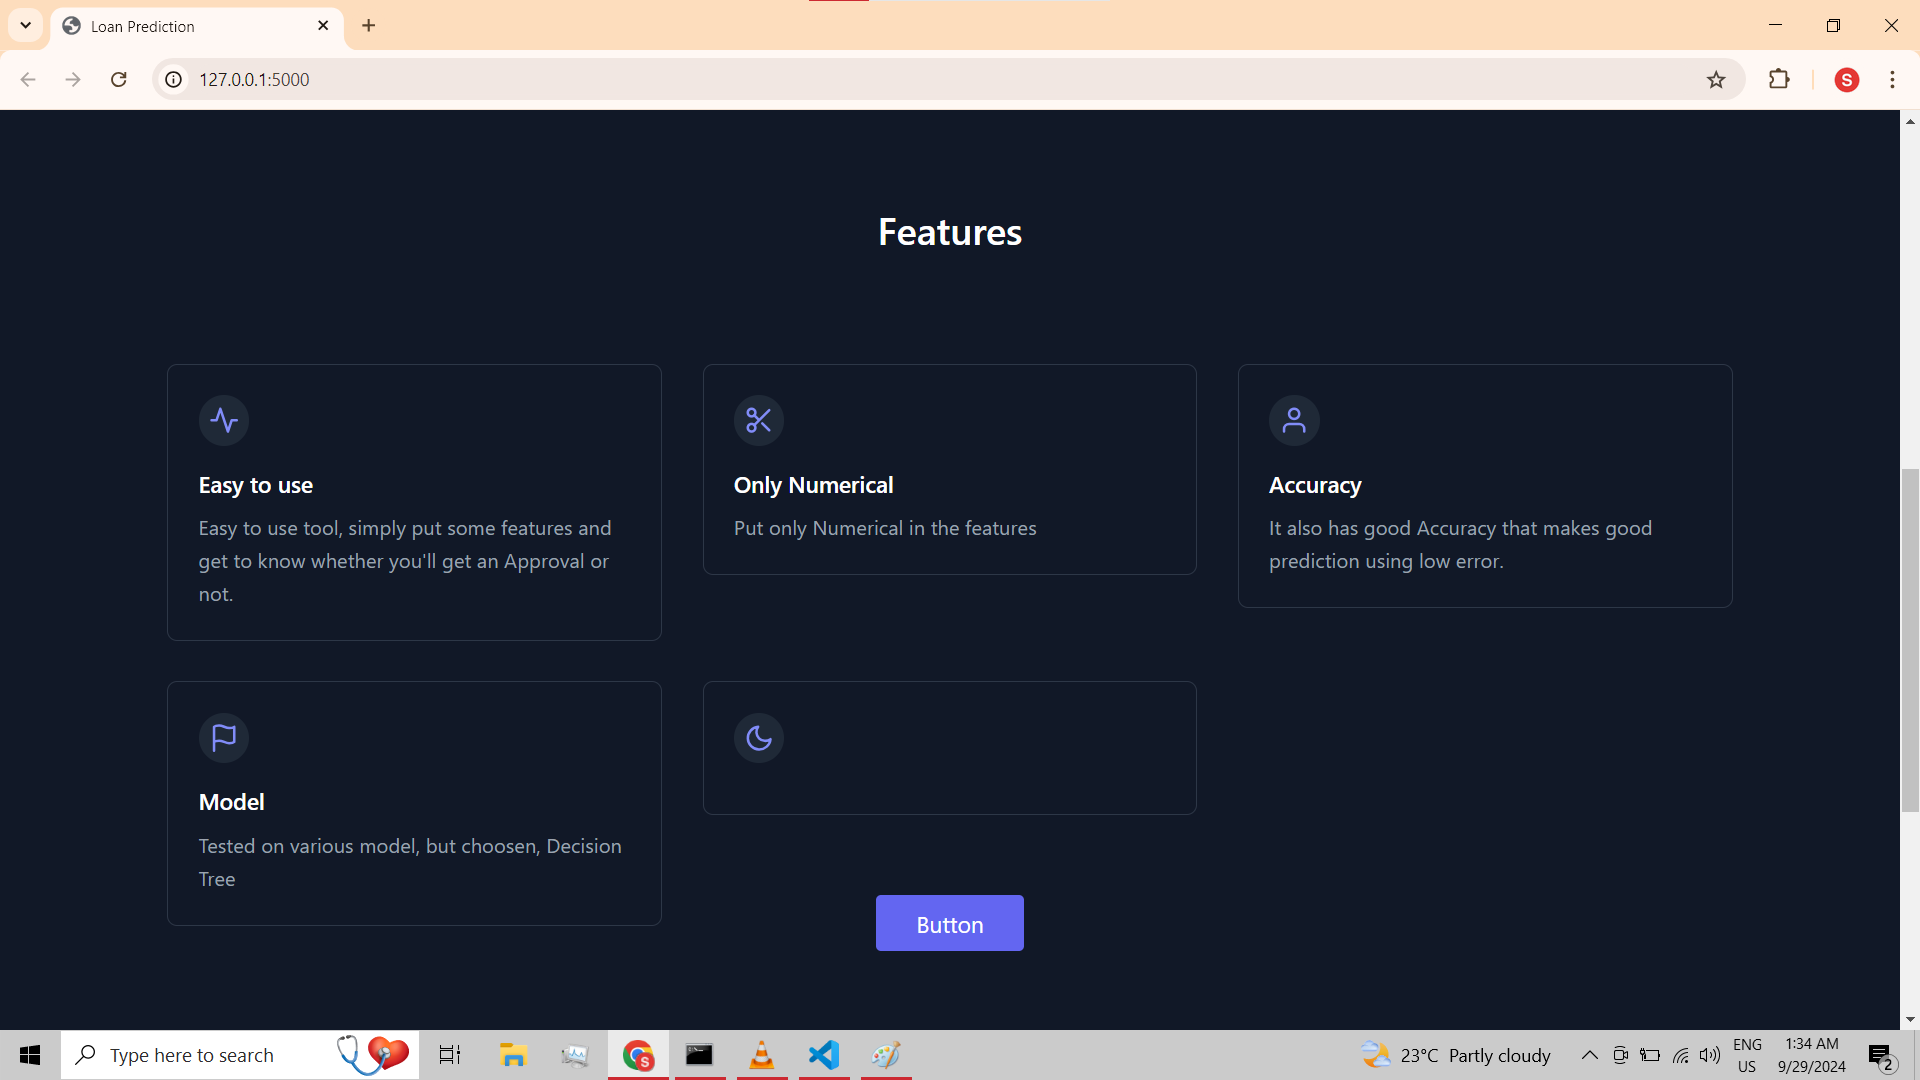 Loan Prediction
127.0.0.1:5000
S
Features
Easy to use
Easy to use tool, simply put some features and
get to know whether you'll get an Approval or
not.
Only Numerical
Put only Numerical in the features
Accuracy
It also has good Accuracy that makes good
prediction using low error.
Model
Tested on various model, but choosen, Decision
Tree
Button
Type here to search
S
23°C Partly cloudy
ENG
US
1:34 AM
9/29/2024
2